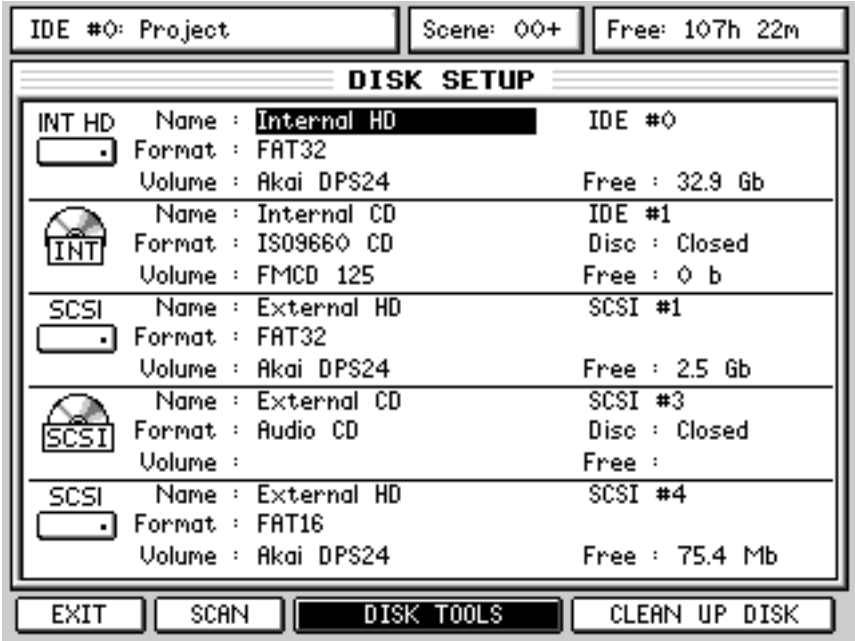 IDE #0: Project Scene: 00+ Free: 107h 22m
DISK SETUP
INT HD Name : Internal HD IDE #0
Format : FAT32
Volume : Akai DPS24 Free : 32.9 Gb
Name : Internal CD IDE #1
INT Format : ISO9660 CD Disc : Closed
Volume : FMCD 125 Free : 0 b
SCSI Name : External HD SCSI #1
Format : FAT32
Volume : Akai DPS24 Free : 2.5 Gb
Name : External CD SCSI #3
SCSI Format : Audio CD Disc : Closed
Volume : Free :
SCSI Name : External HD SCSI #4
Format : FAT16
Volume : Akai DPS24 Free : 75.4 Mb
EXIT SCAN DISK TOOLS CLEAN UP DISK